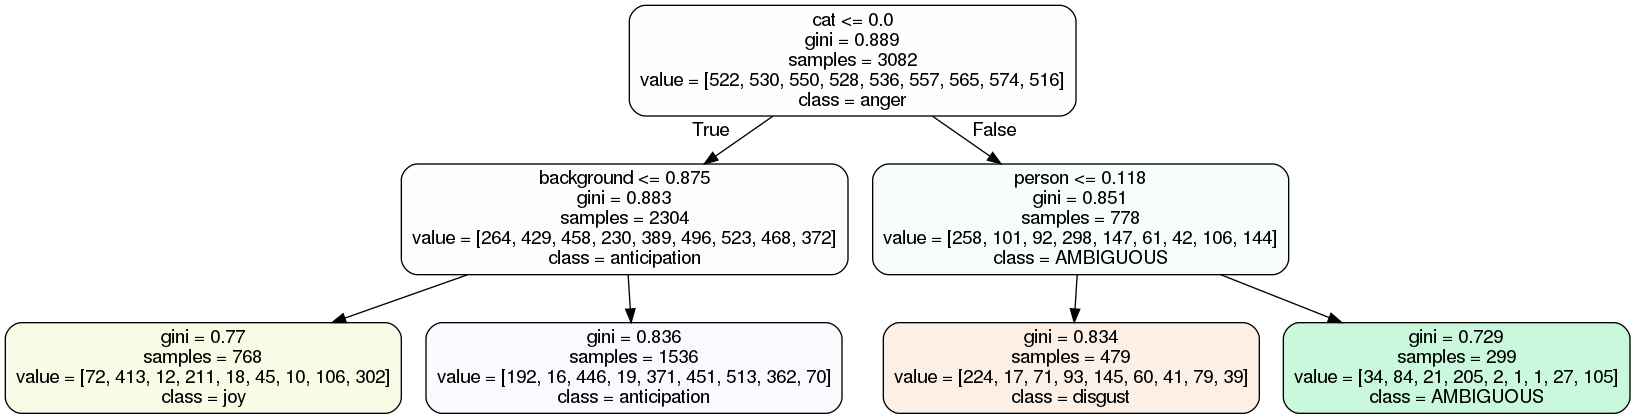 cat <= 0.0
gini = 0.889
samples = 3082
value = [522, 530, 550, 528, 536, 557, 565, 574, 516]
class = anger
True
False
background <= 0.875
gini = 0.883
samples = 2304
value = [264, 429, 458, 230, 389, 496, 523, 468, 372]
class = anticipation
person <= 0.118
gini = 0.851
samples = 778
value = [258, 101, 92, 298, 147, 61, 42, 106, 144]
class = AMBIGUOUS
gini = 0.77
samples = 768
value = [72, 413, 12, 211, 18, 45, 10, 106, 302]
class = joy
gini = 0.836
samples = 1536
value = [192, 16, 446, 19, 371, 451, 513, 362, 70]
class = anticipation
gini = 0.834
samples = 479
value = [224, 17, 71, 93, 145, 60, 41, 79, 39]
class = disgust
gini = 0.729
samples = 299
value = [34, 84, 21, 205, 2, 1, 1, 27, 105]
class = AMBIGUOUS